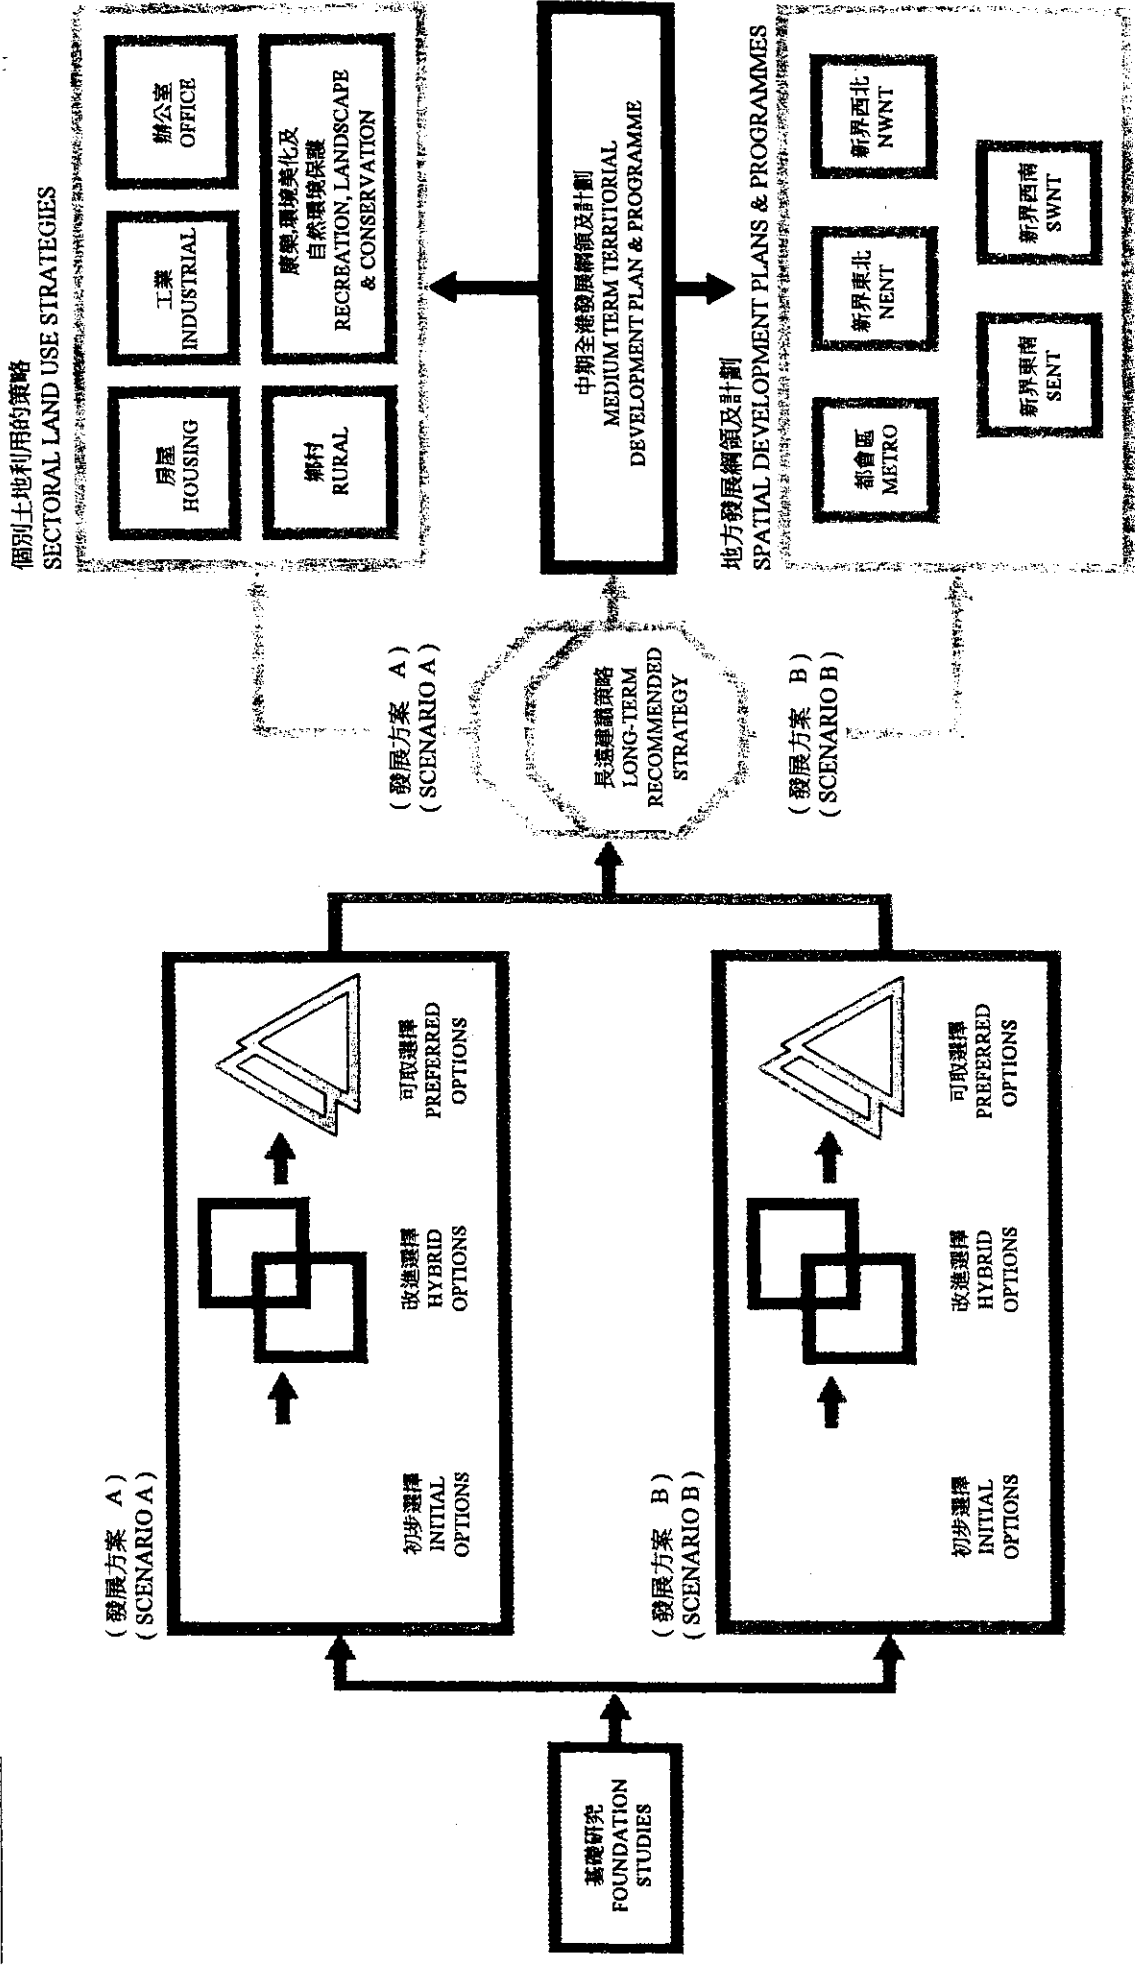 基礎研究
FOUNDATION
STUDIES
( 發展方案 A )
( SCENARIO A )
初步選擇
INITIAL
OPTIONS
改進選擇
HYBRID
OPTIONS
可取選擇
PREFERRED
OPTIONS
( 發展方案 B )
( SCENARIO B )
初步選擇
INITIAL
OPTIONS
改進選擇
HYBRID
OPTIONS
可取選擇
PREFERRED
OPTIONS
( 發展方案 A )
( SCENARIO A )
長遠建議策略
LONG-TERM
RECOMMENDED
STRATEGY
( 發展方案 B )
( SCENARIO B )
個別土地利用的策略
SECTORAL LAND USE STRATEGIES
房屋
HOUSING
工業
INDUSTRIAL
辦公室
OFFICE
鄉村
RURAL
康樂,環境美化及
自然環境保護
RECREATION, LANDSCAPE
& CONSERVATION
中期全港發展綱領及計劃
MEDIUM TERM TERRITORIAL
DEVELOPMENT PLAN & PROGRAMME
地方發展綱領及計劃
SPATIAL DEVELOPMENT PLANS & PROGRAMMES
都會區
METRO
新界東北
NENT
新界西北
NWNT
新界東南
SENT
新界西南
SWNT